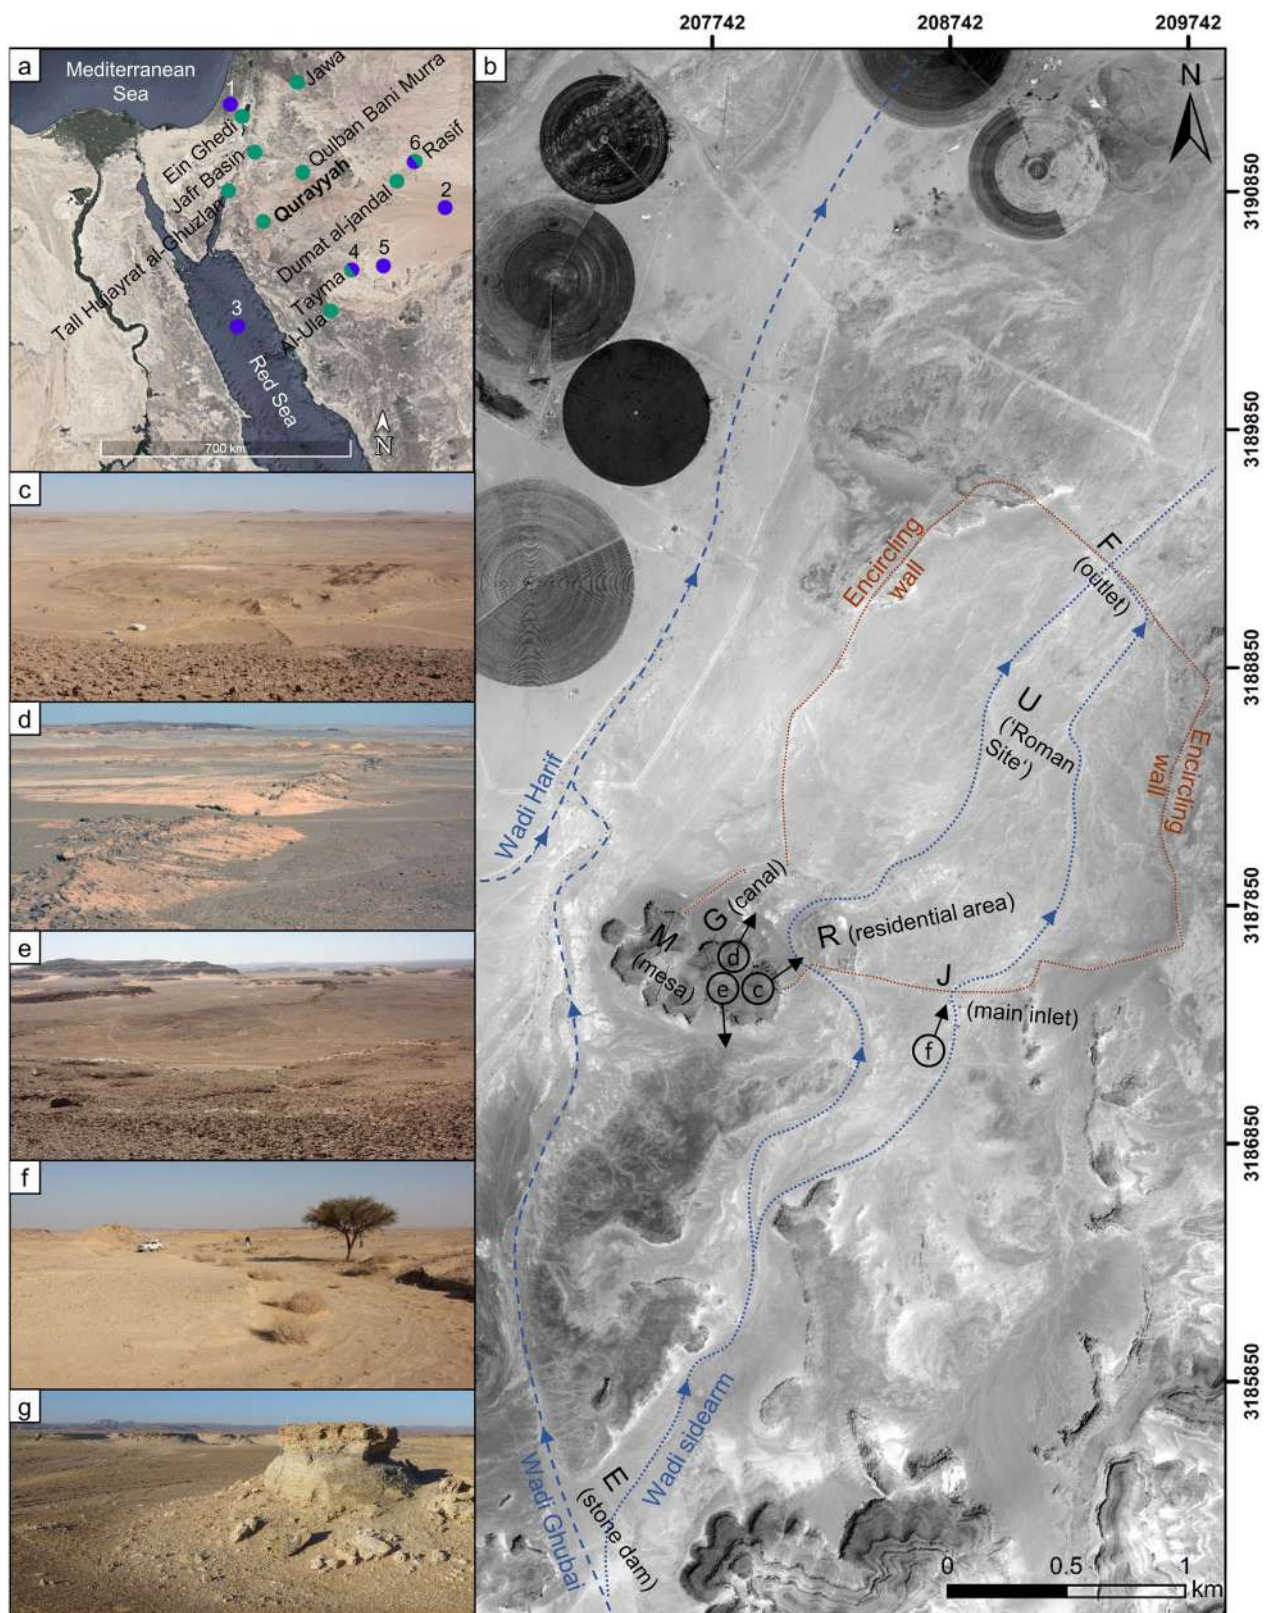 207742
208742
209742
a
Mediterranean
Sea
1
Jawa
Ein Ghedi
Qulban Bani Murra
6
Rasif
Jafr Basin
Qurayyah
2
Tall Hujayrat al-Ghuzlan
Dumat al-jandal
4
5
Tayma
3
Al-Ula
Red Sea
N
700 km
b
N
3190850
3189850
3188850
3187850
3186850
3185850
Encircling
wall
F
(outlet)
U
('Roman
Site')
Encircling
wall
Wadi Harif
G (canal)
M
(mesa)
R (residential area)
d
e
c
J
(main inlet)
f
Wadi sidearm
E
(stone dam)
Wadi Ghubai
0
0.5
1
km
c
d
e
f
g